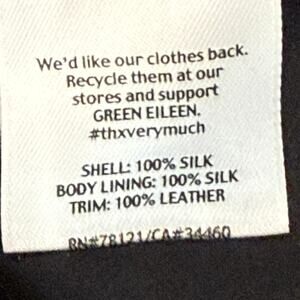 We'd like our clothes back.
Recycle them at our
stores and support
GREEN EILEEN.
#thxverymuch
SHELL: 100% SILK
BODY LINING: 100% SILK
TRIM: 100% LEATHER
RN#78121/CA#34460